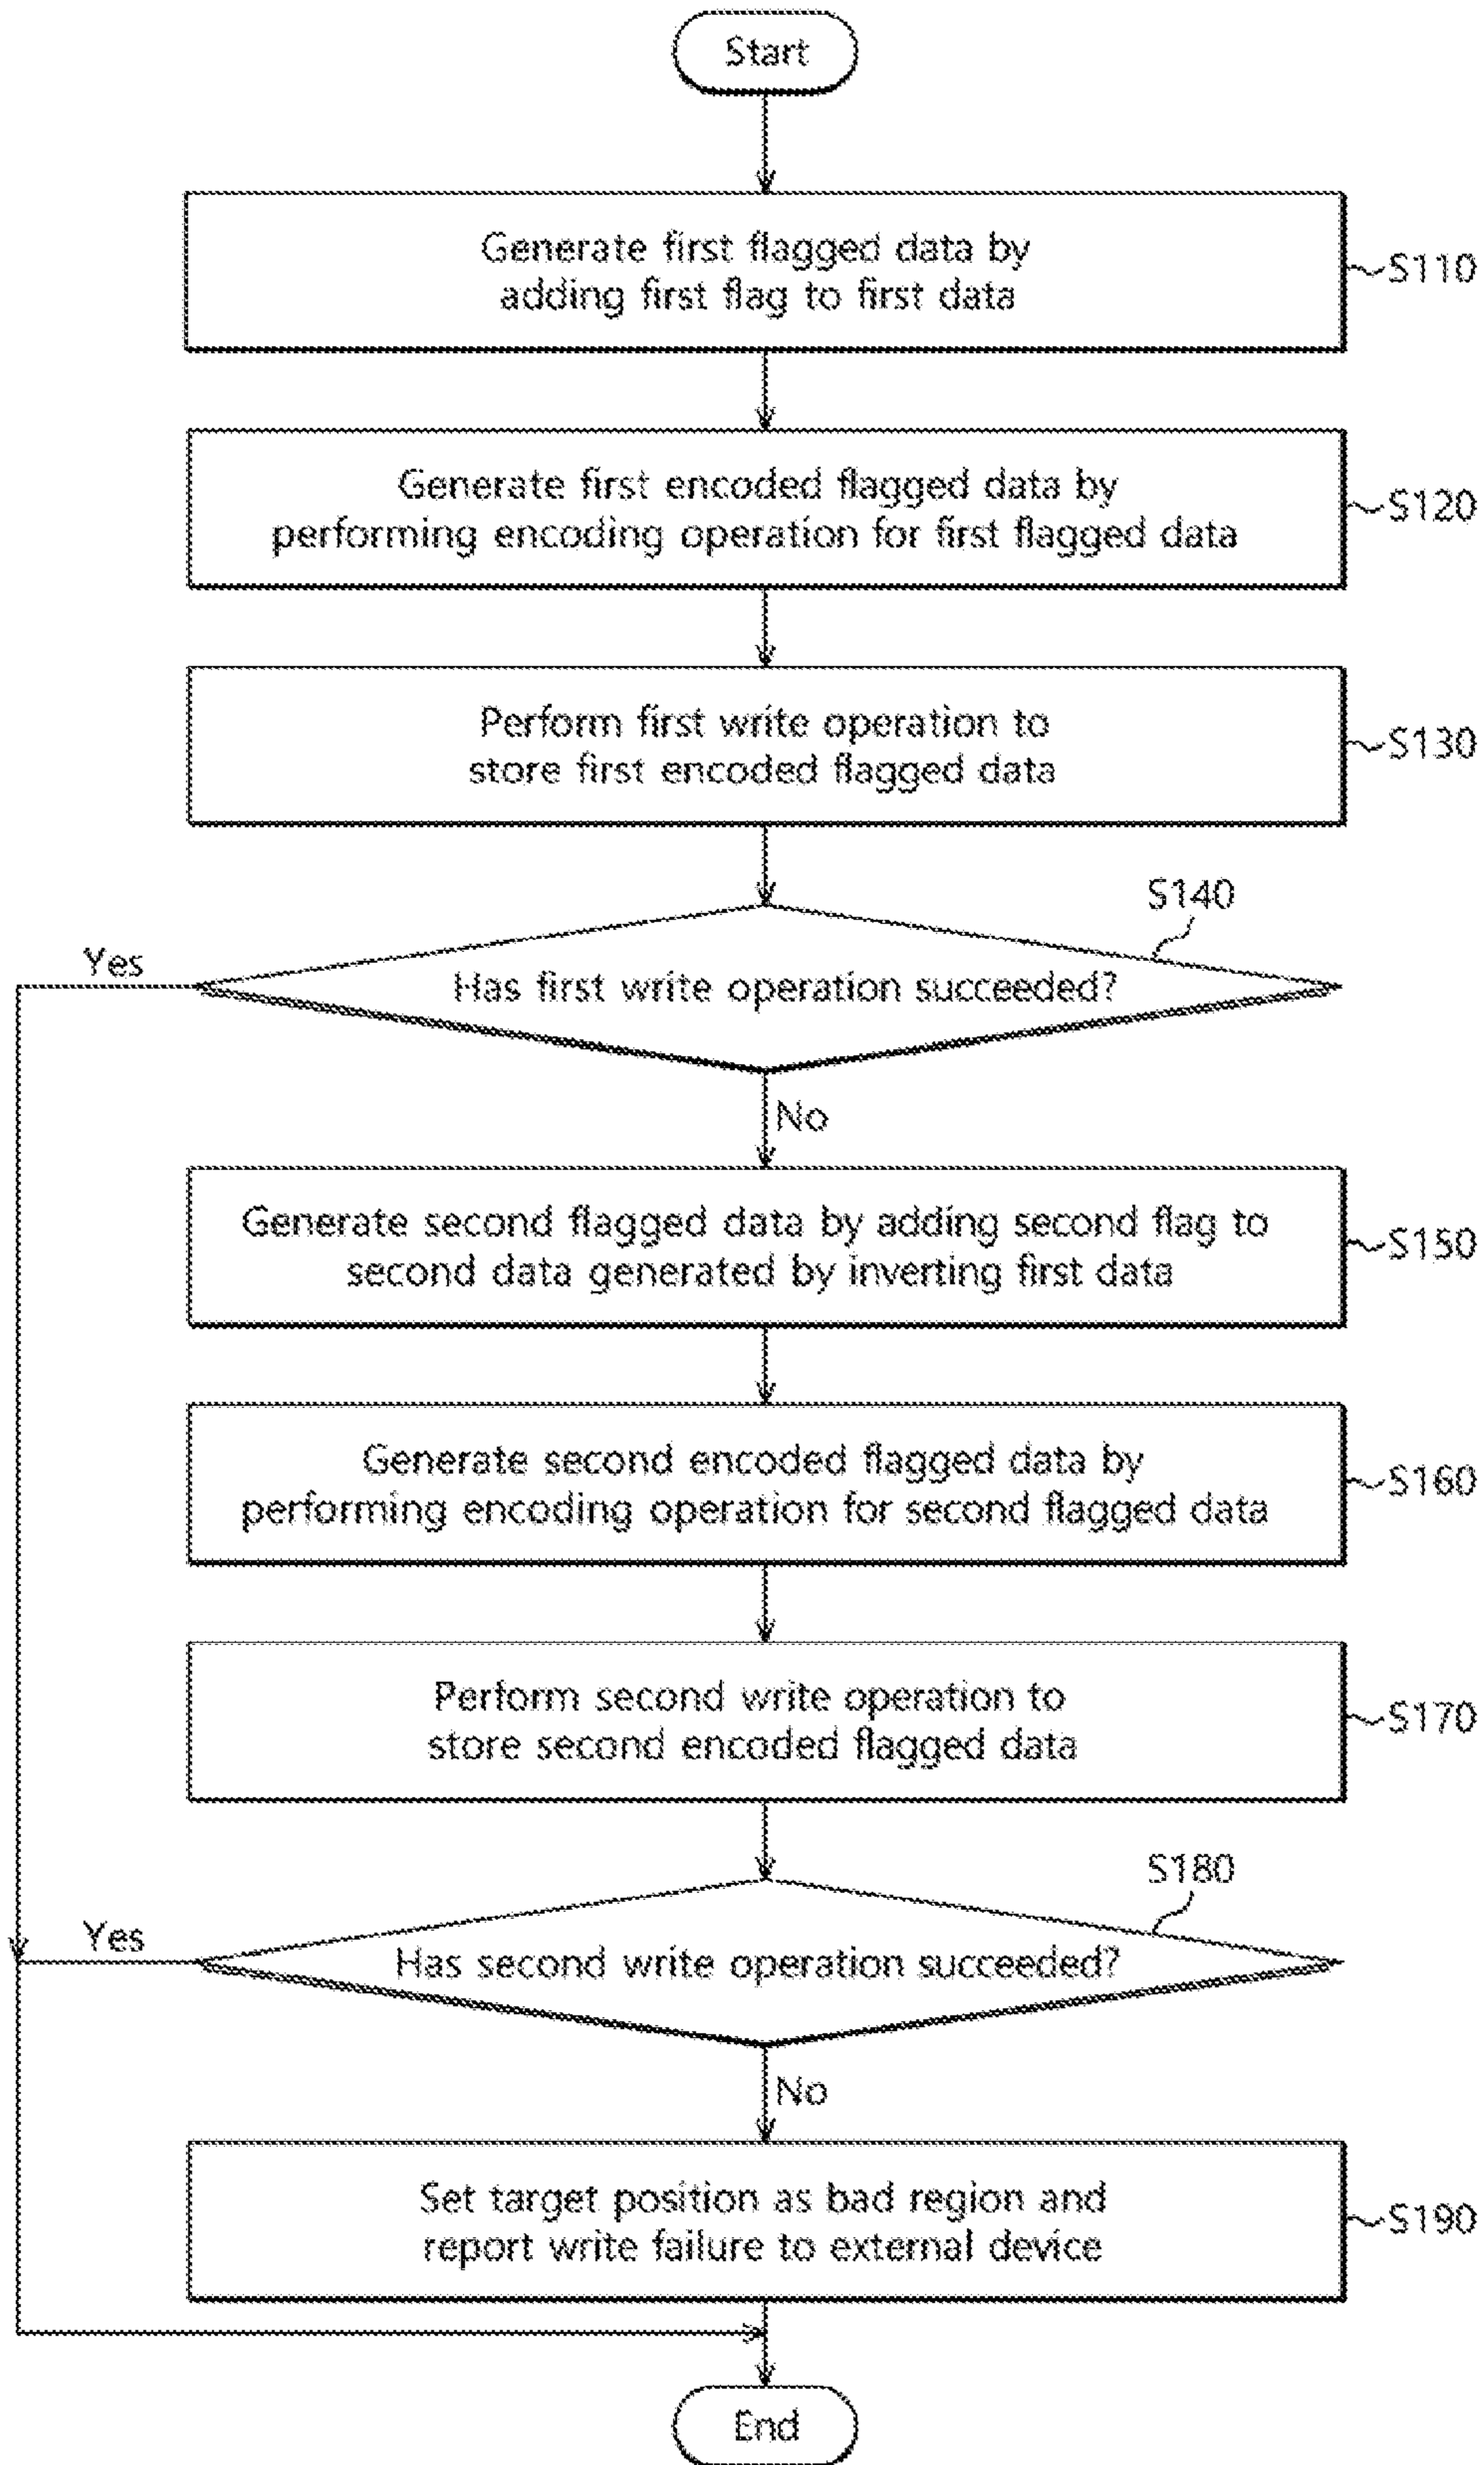 Start
Generate first flagged data by
adding first flag to first data
S110
Generate first encoded flagged data by
performing encoding operation for first flagged data
S120
Perform first write operation to
store first encoded flagged data
S130
S140
Yes
Has first write operation succeeded?
No
Generate second flagged data by adding second flag to
second data generated by inverting first data
S150
Generate second encoded flagged data by
performing encoding operation for second flagged data
S160
Perform second write operation to
store second encoded flagged data
S170
S180
Yes
Has second write operation succeeded?
No
Set target position as bad region and
report write failure to external device
S190
End